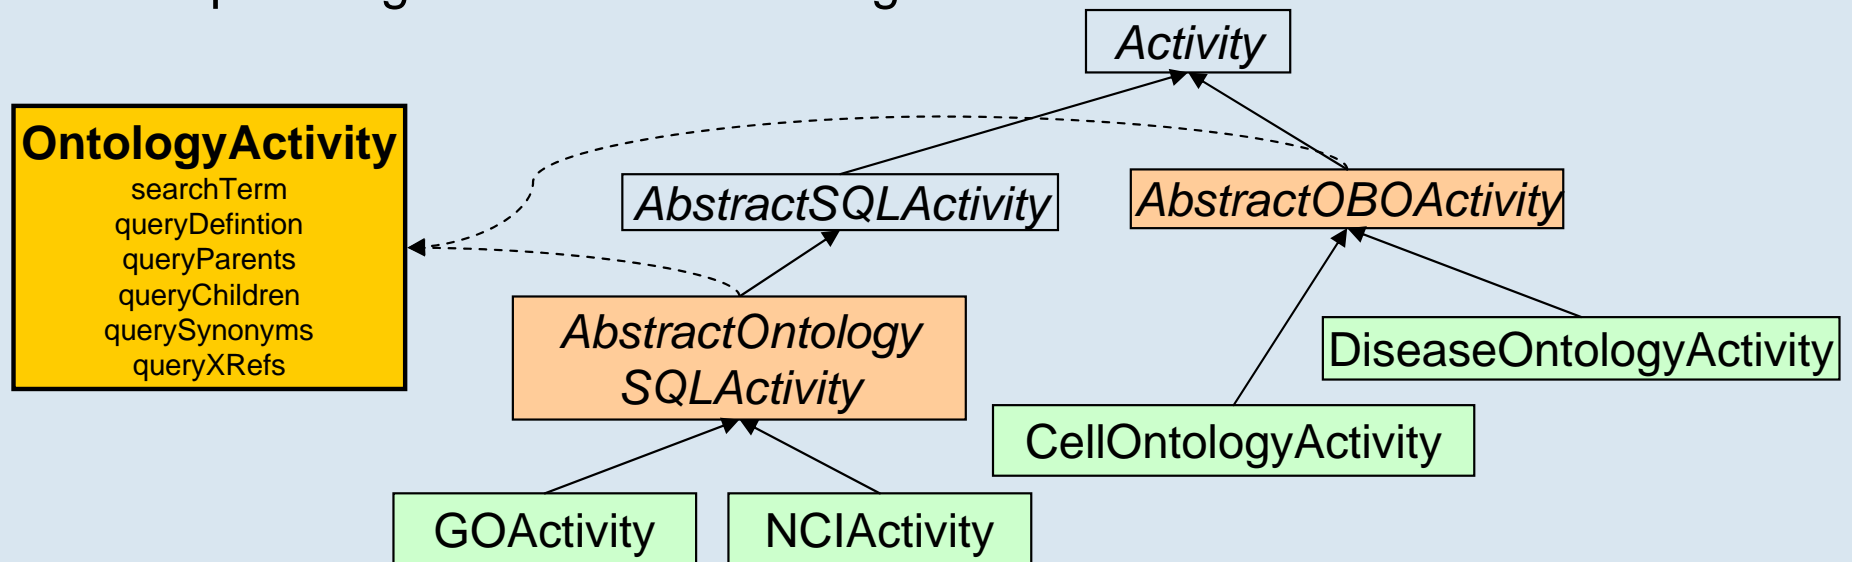 Activity
OntologyActivity
searchTerm
queryDefintion
queryParents
queryChildren
querySynonyms
queryXRefs
AbstractSQLActivity
AbstractOBOActivity
AbstractOntology
SQLActivity
DiseaseOntologyActivity
CellOntologyActivity
GOActivity
NCIActivity